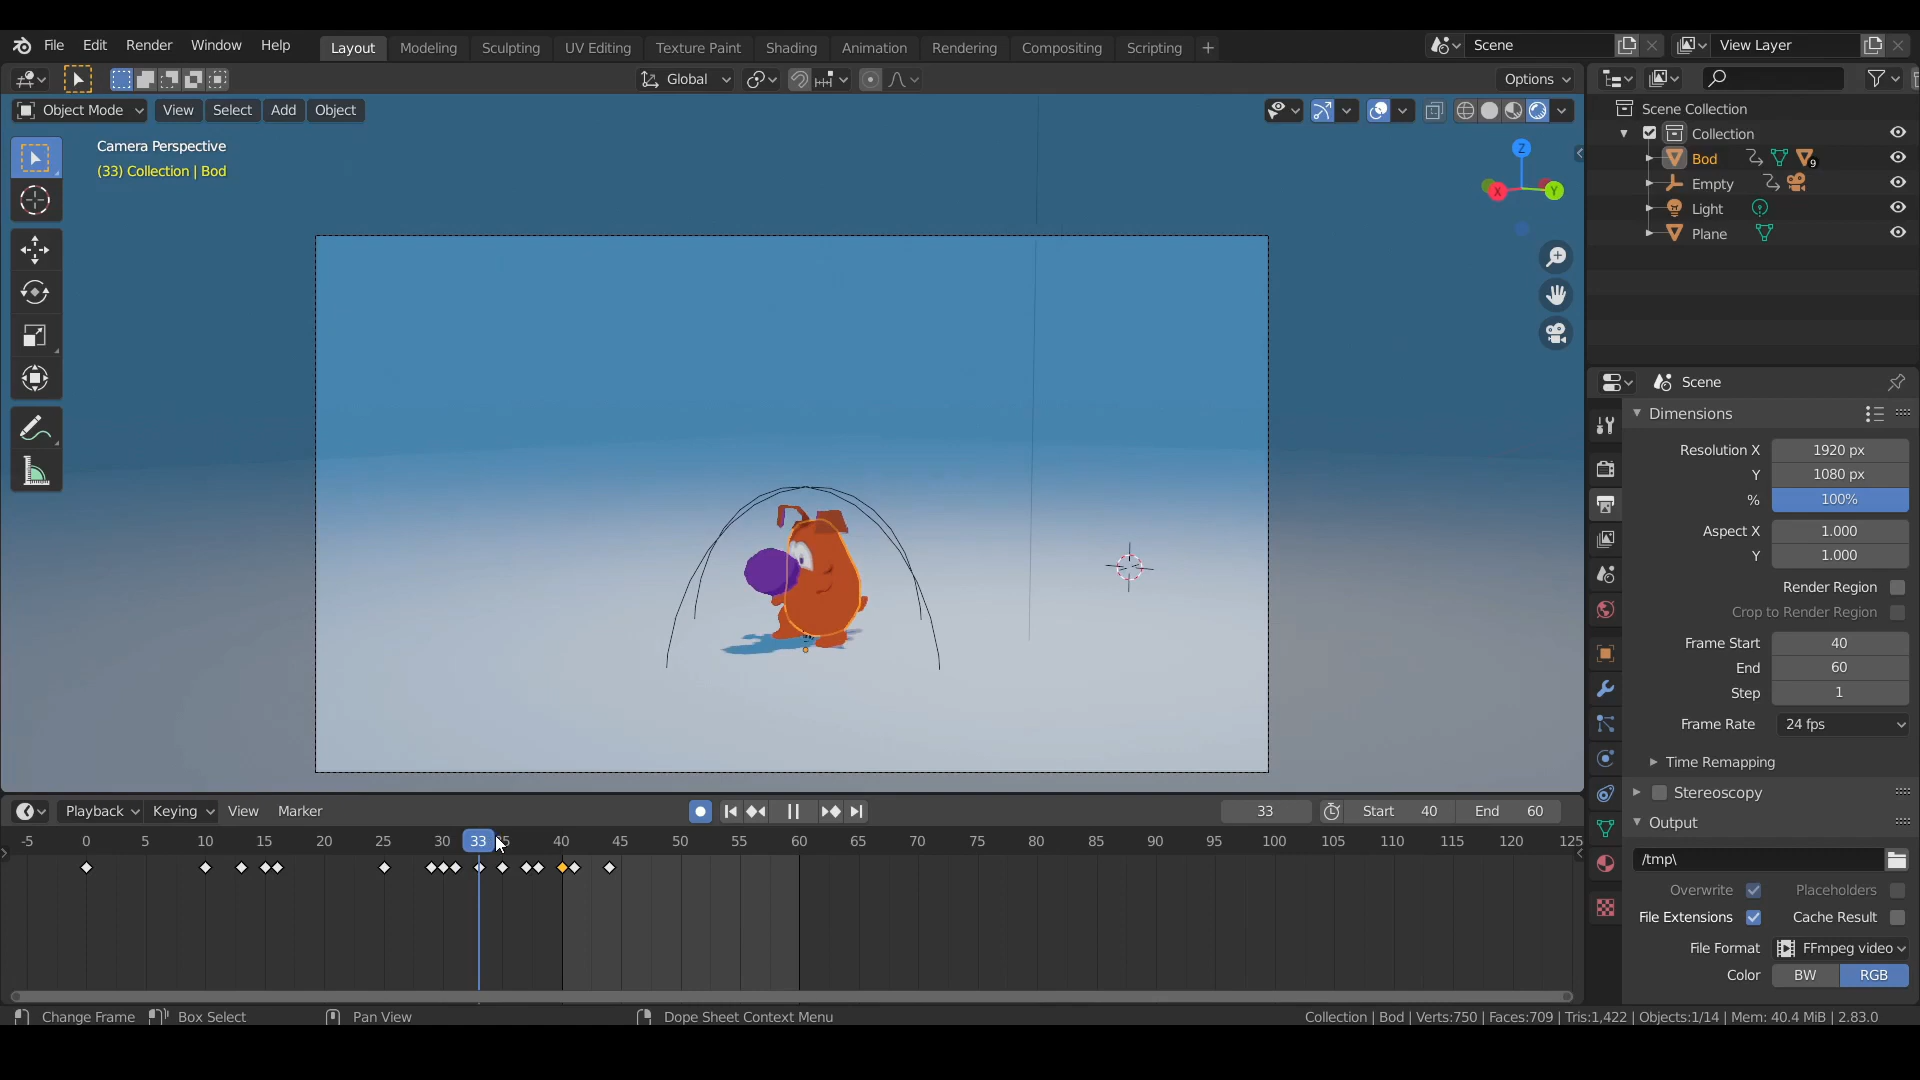 File Edit Render Window Help Layout Modeling Sculpting UV Editing Texture Paint Shading Animation Rendering Compositing Scripting + Scene View Layer
Global Options
Object Mode View Select Add Object
Scene Collection
Collection
Bod 9
Empty
Light
Plane
Camera Perspective
(33) Collection | Bod
Z
X Y
Scene
Dimensions
Resolution X 1920 px
Y 1080 px
% 100%
Aspect X 1.000
Y 1.000
Render Region
Crop to Render Region
Frame Start 40
End 60
Step 1
Frame Rate 24 fps
Time Remapping
Stereoscopy
Output
/tmp\
Overwrite Placeholders
File Extensions Cache Result
File Format FFmpeg video
Color BW RGB
Playback Keying View Marker 33 Start 40 End 60
-5 0 5 10 15 20 25 30 33 40 45 50 55 60 65 70 75 80 85 90 95 100 105 110 115 120 125
Change Frame Box Select Pan View Dope Sheet Context Menu Collection | Bod | Verts:750 | Faces:709 | Tris:1,422 | Objects:1/14 | Mem: 40.4 MiB | 2.83.0